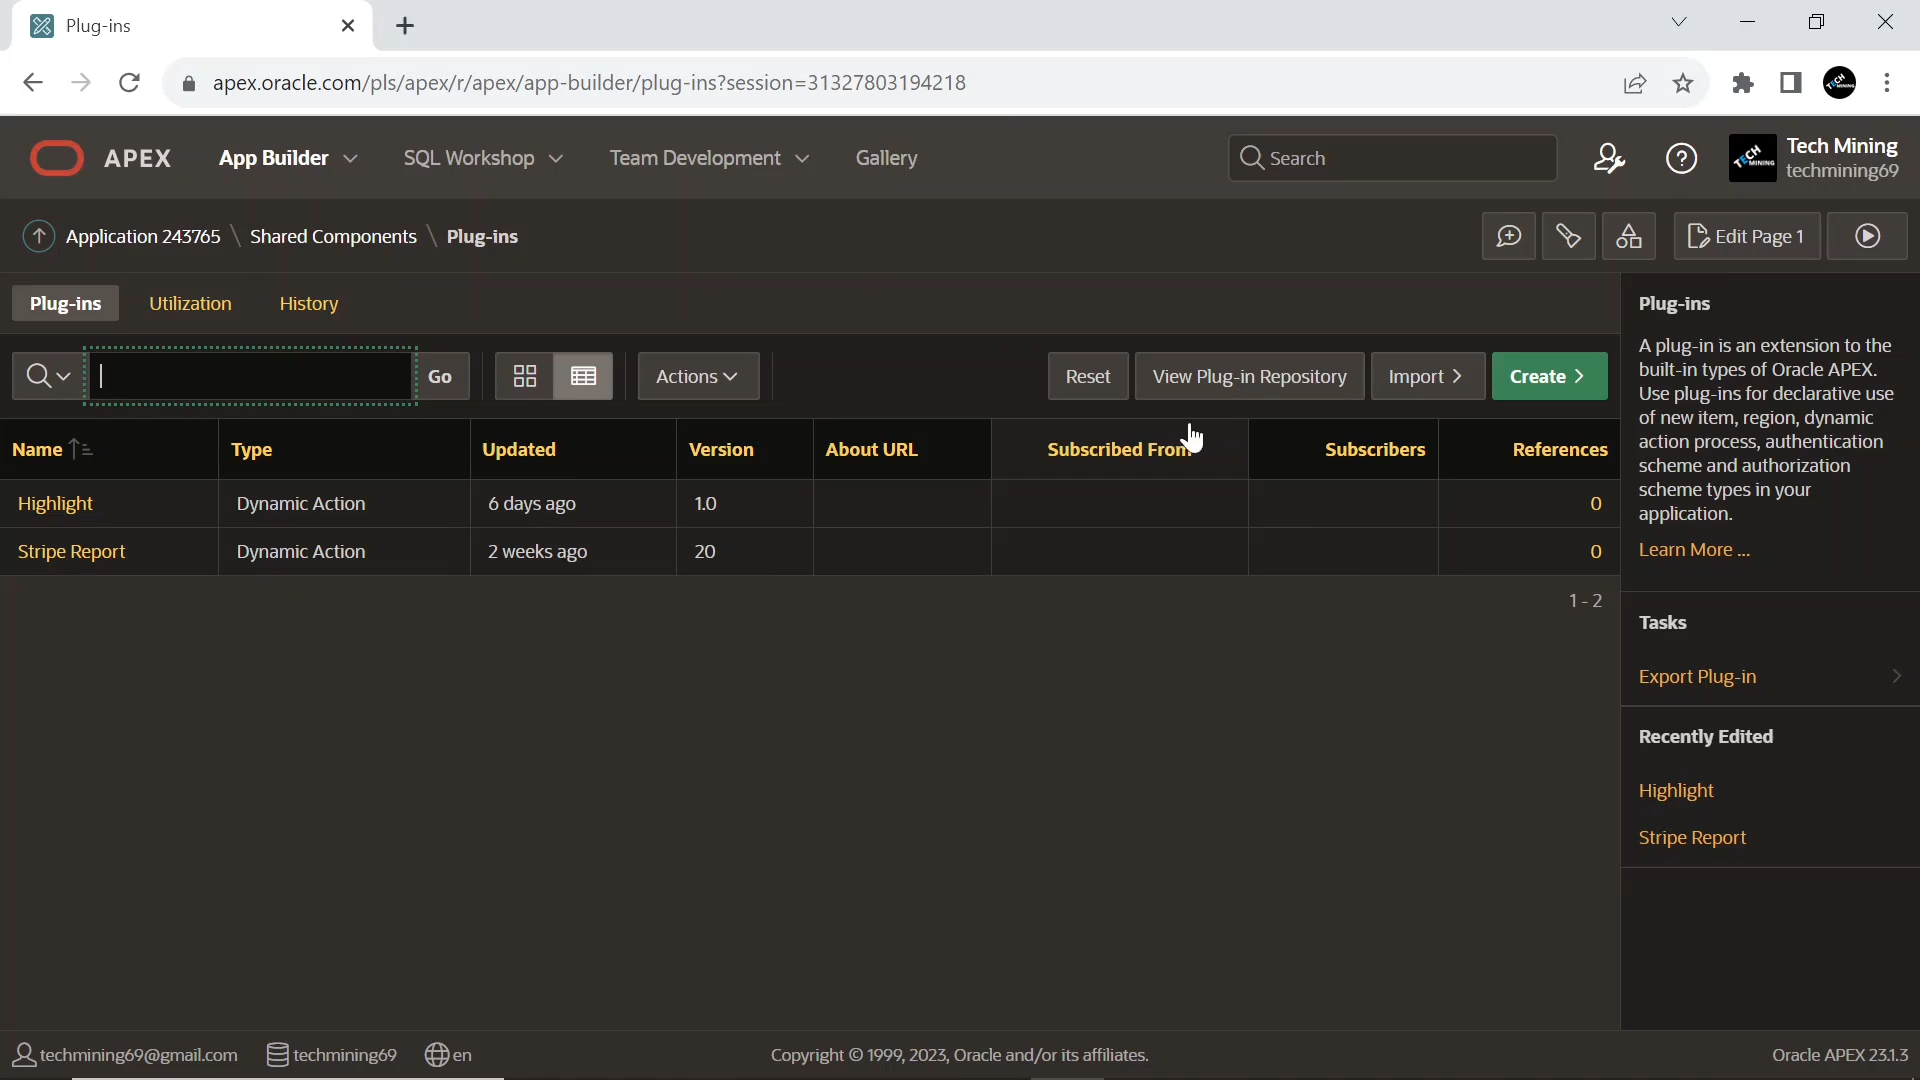 Plug-ins
apex.oracle.com/pls/apex/r/apex/app-builder/plug-ins?session=31327803194218
APEX App Builder SQL Workshop Team Development Gallery Search Tech Mining
techmining69
Application 243765 \ Shared Components \ Plug-ins Edit Page 1
Plug-ins Utilization History
Go Actions Reset View Plug-in Repository Import Create
Name Type Updated Version About URL Subscribed From Subscribers References
Highlight Dynamic Action 6 days ago 1.0 0
Stripe Report Dynamic Action 2 weeks ago 20 0
1 - 2
Plug-ins
A plug-in is an extension to the
built-in types of Oracle APEX.
Use plug-ins for declarative use
of new item, region, dynamic
action process, authentication
scheme and authorization
scheme types in your
application.
Learn More ...
Tasks
Export Plug-in
Recently Edited
Highlight
Stripe Report
techmining69@gmail.com techmining69 en Copyright © 1999, 2023, Oracle and/or its affiliates. Oracle APEX 23.1.3